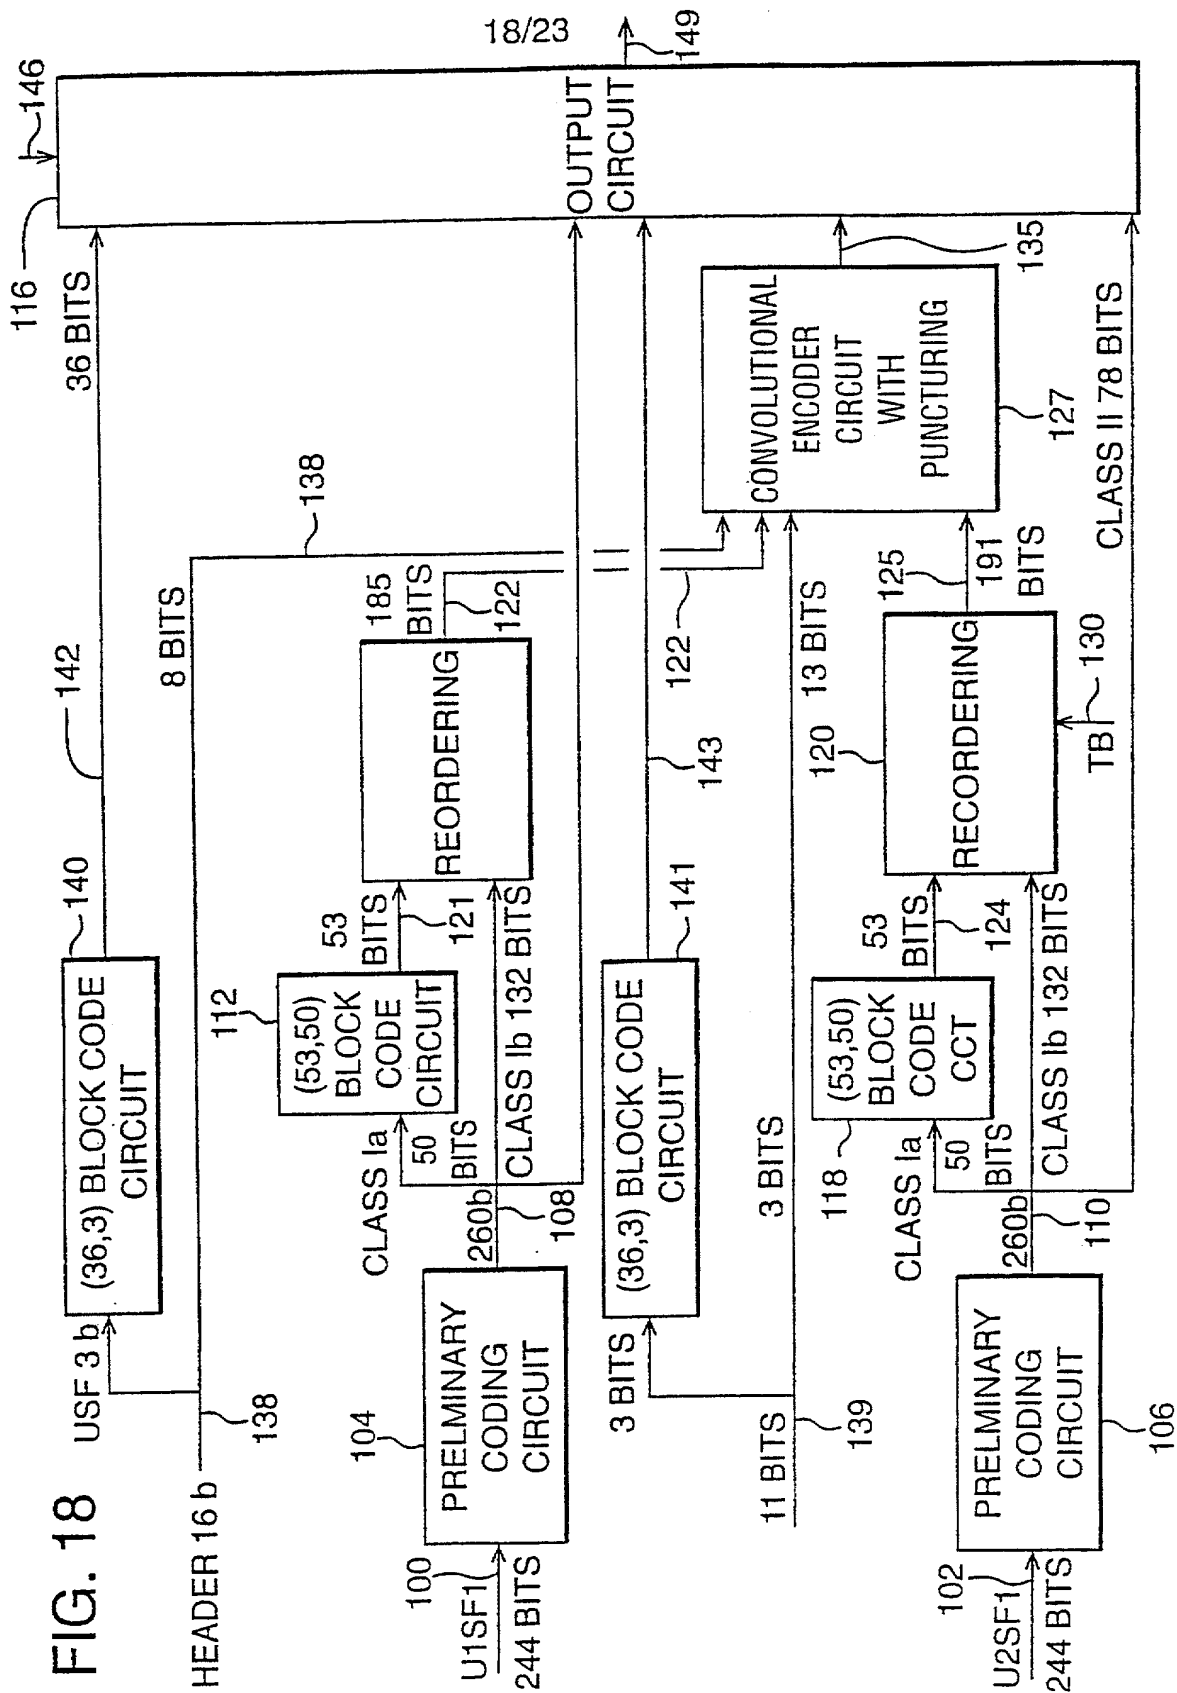 FIG. 18
HEADER 16 b
138
USF 3 b
(36,3) BLOCK CODE
CIRCUIT
140
142
36 BITS
116
146
8 BITS
138
18/23
149
OUTPUT
CIRCUIT
U1SF1
100
244 BITS
104
PRELMINARY
CODING
CIRCUIT
260b
108
CLASS Ia
50
BITS
112
(53,50)
BLOCK
CODE
CIRCUIT
53
BITS
121
CLASS Ib 132 BITS
REORDERING
185
BITS
122
122
3 BITS
(36,3) BLOCK CODE
CIRCUIT
141
143
11 BITS
139
3 BITS
13 BITS
CONVOLUTIONAL
ENCODER
CIRCUIT
WITH
PUNCTURING
127
135
U2SF1
102
244 BITS
PRELMINARY
CODING
CIRCUIT
106
260b
110
CLASS Ia
50
BITS
118
(53,50)
BLOCK
CODE
CCT
53
BITS
124
CLASS Ib 132 BITS
120
RECORDERING
TB
130
125
191
BITS
CLASS II 78 BITS